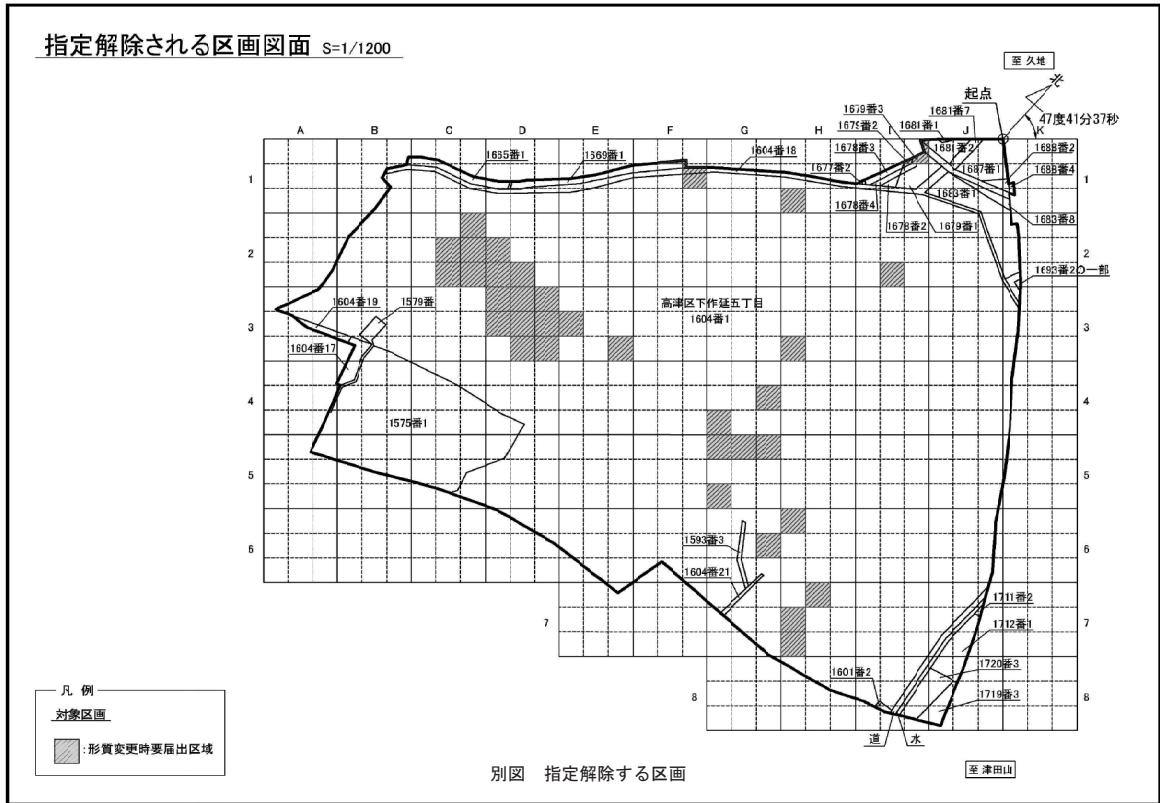 指定解除される区画図面 S=1/1200
至 久地
北
起点
47度41分37秒
A B C D E F G H I J K
1679番3
1679番2
1678番3
1677番2
1678番4
1678番2
1679番1
1681番1
1681番7
1681番2
1687番1
1683番1
1688番2
1688番4
1683番8
1693番2の一部
1665番1
1669番1
1604番18
1 1
2 2
3 3
4 4
5 5
6 6
7 7
8 8
1604番19
1579番
1604番17
1575番1
高津区下作延五丁目
1604番1
1593番3
1604番21
1711番2
1712番1
1720番3
1719番3
1601番2
道 水
至 津田山
凡 例
対象区画
:形質変更時要届出区域
別図 指定解除する区画